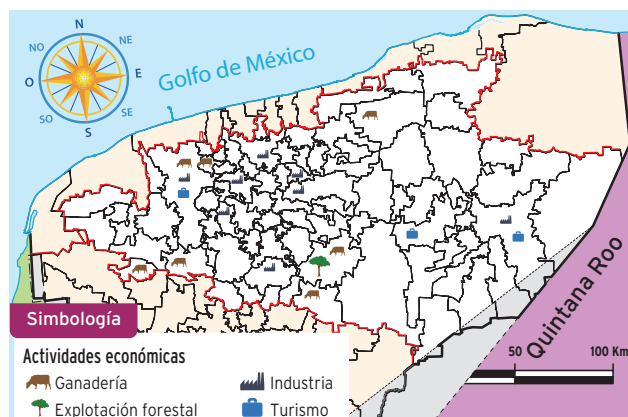 N
NO
NE
O
E
SO
SE
S
Golfo de México
Quintana Roo
0
50
100 Km
Simbología
Actividades económicas
Ganadería
Industria
Explotación forestal
Turismo